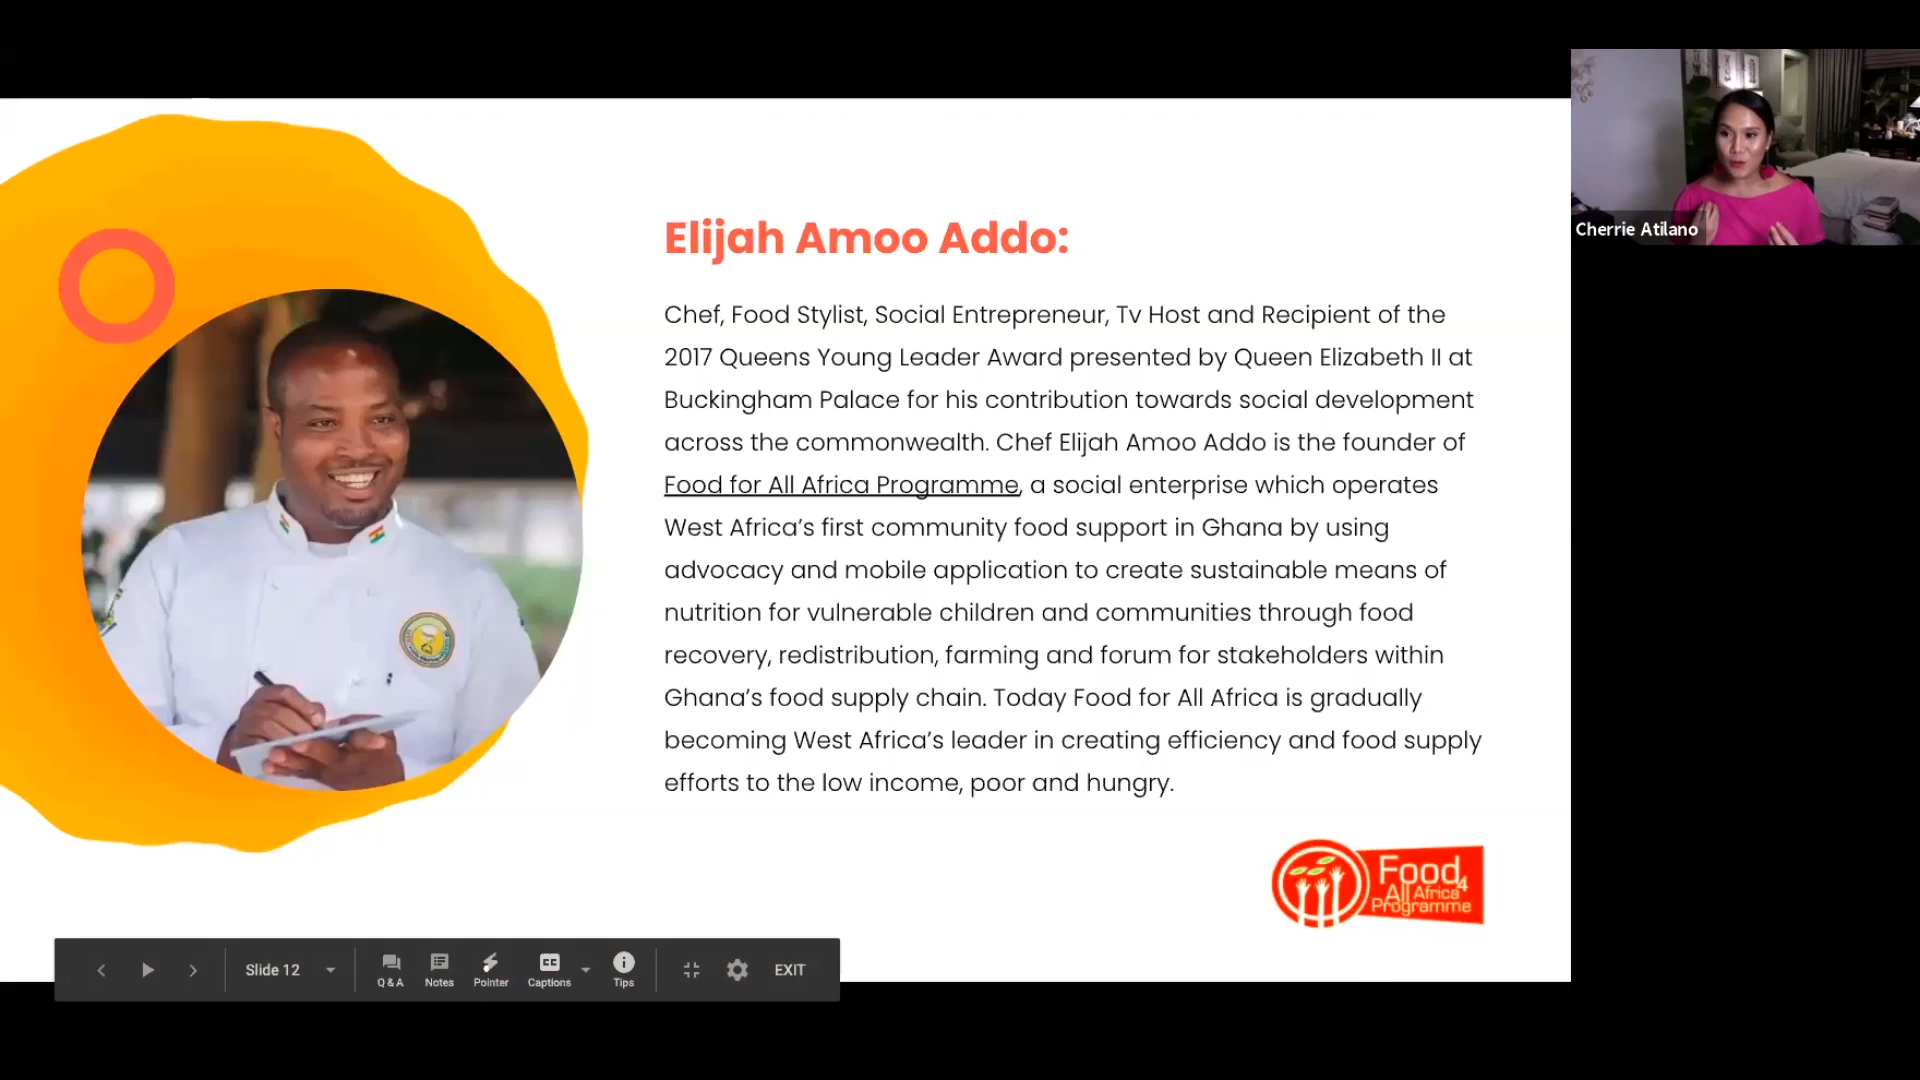 Elijah Amoo Addo:
Chef, Food Stylist, Social Entrepreneur, Tv Host and Recipient of the
2017 Queens Young Leader Award presented by Queen Elizabeth II at
Buckingham Palace for his contribution towards social development
across the commonwealth. Chef Elijah Amoo Addo is the founder of
Food for All Africa Programme, a social enterprise which operates
West Africa's first community food support in Ghana by using
advocacy and mobile application to create sustainable means of
nutrition for vulnerable children and communities through food
recovery, redistribution, farming and forum for stakeholders within
Ghana's food supply chain. Today Food for All Africa is gradually
becoming West Africa's leader in creating efficiency and food supply
efforts to the low income, poor and hungry.
Food 4
All Africa
Programme
Cherrie Atilano
Slide 12
Q & A
Notes
Pointer
CC
Captions
Tips
EXIT